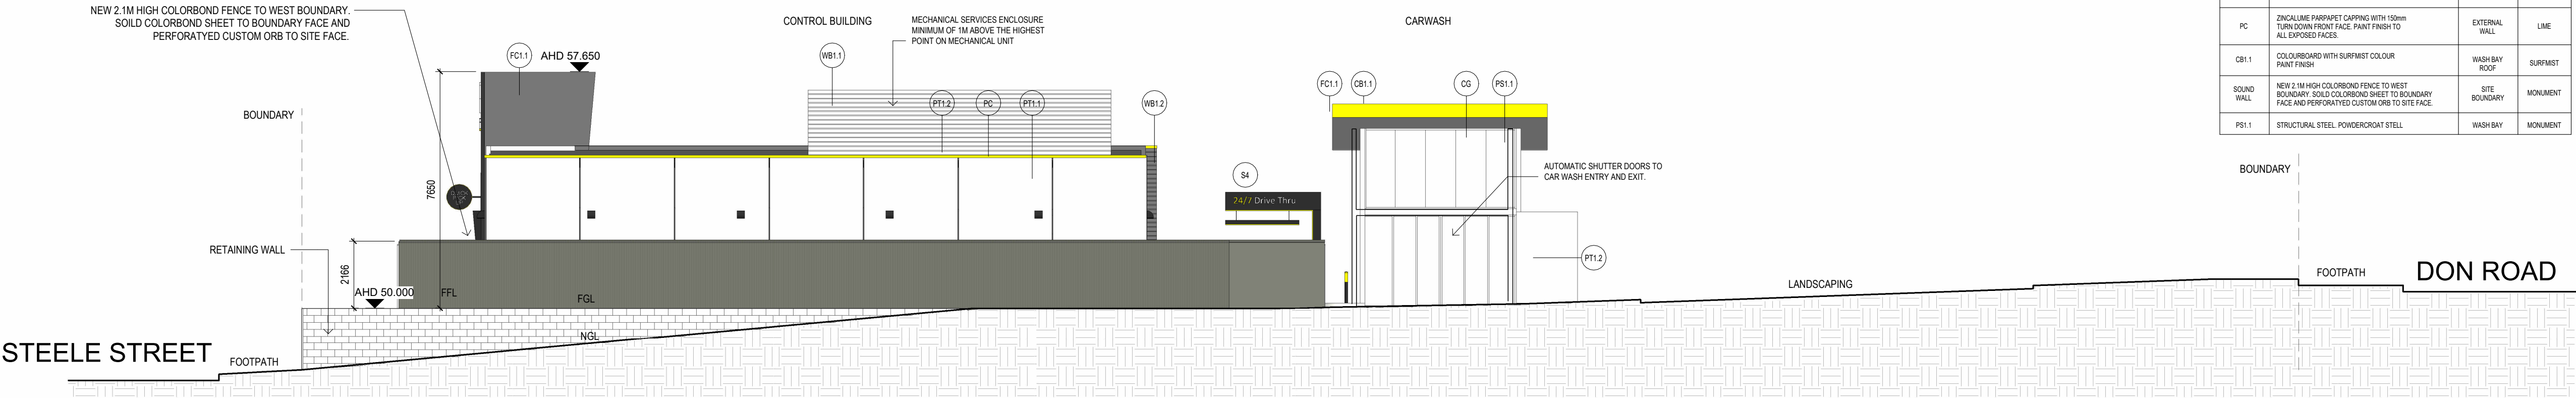 NEW 2.1M HIGH COLORBOND FENCE TO WEST BOUNDARY.
SOILD COLORBOND SHEET TO BOUNDARY FACE AND
PERFORATYED CUSTOM ORB TO SITE FACE.
CONTROL BUILDING
MECHANICAL SERVICES ENCLOSURE
MINIMUM OF 1M ABOVE THE HIGHEST
POINT ON MECHANICAL UNIT
CARWASH
FC1.1
AHD 57.650
WB1.1
PT1.2
PC
PT1.1
WB1.2
FC1.1
CB1.1
CG
PS1.1
BOUNDARY
7650
S4
24/7 Drive Thru
AUTOMATIC SHUTTER DOORS TO
CAR WASH ENTRY AND EXIT.
BOUNDARY
RETAINING WALL
2166
AHD 50.000
FFL
FGL
NGL
PT1.2
LANDSCAPING
FOOTPATH
DON ROAD
STEELE STREET
FOOTPATH
PC
ZINCALUME PARPAPET CAPPING WITH 150mm
TURN DOWN FRONT FACE. PAINT FINISH TO
ALL EXPOSED FACES.
EXTERNAL
WALL
LIME
CB1.1
COLOURBOARD WITH SURFMIST COLOUR
PAINT FINISH
WASH BAY
ROOF
SURFMIST
SOUND
WALL
NEW 2.1M HIGH COLORBOND FENCE TO WEST
BOUNDARY. SOILD COLORBOND SHEET TO BOUNDARY
FACE AND PERFORATYED CUSTOM ORB TO SITE FACE.
SITE
BOUNDARY
MONUMENT
PS1.1
STRUCTURAL STEEL. POWDERCROAT STELL
WASH BAY
MONUMENT